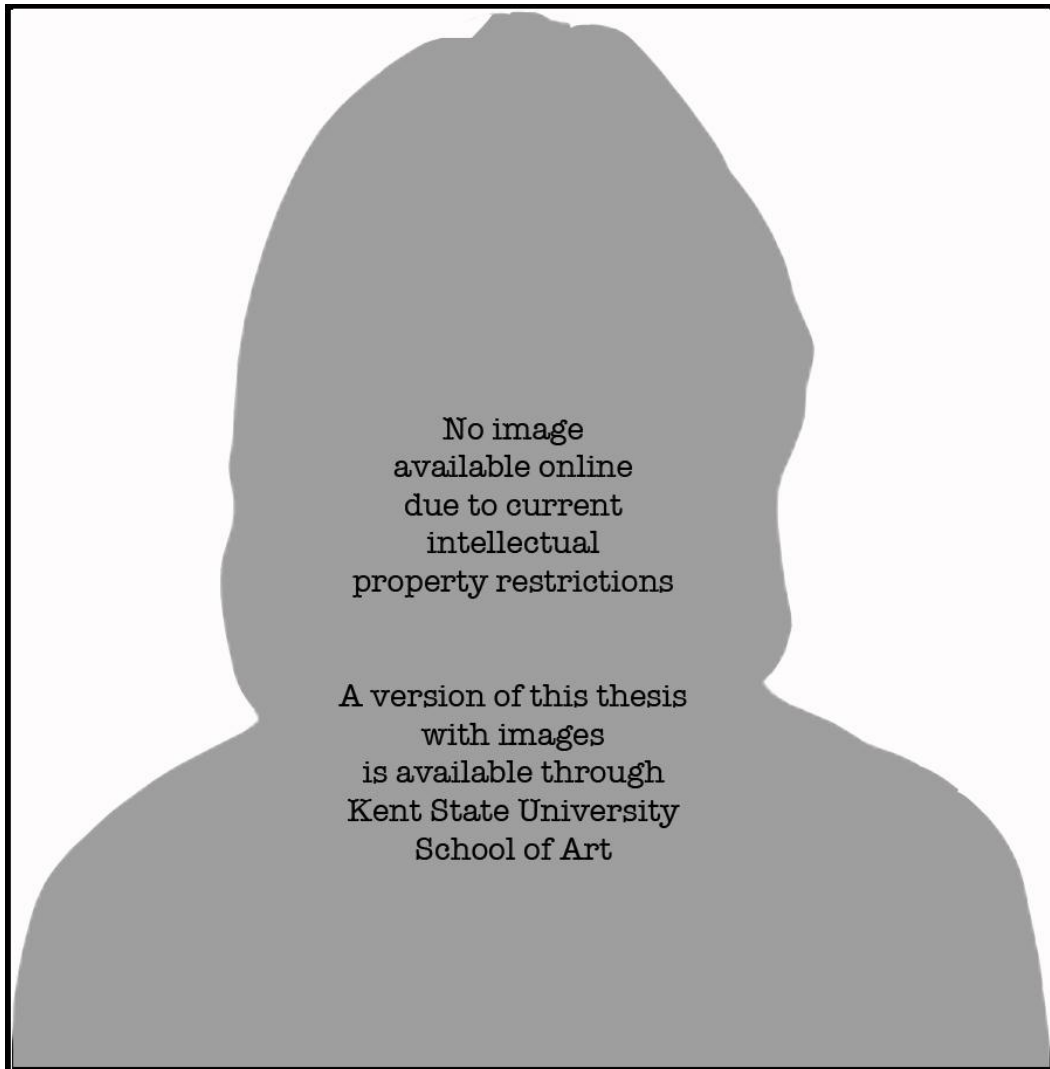 No image
available online
due to current
intellectual
property restrictions
A version of this thesis
with images
is available through
Kent State University
School of Art